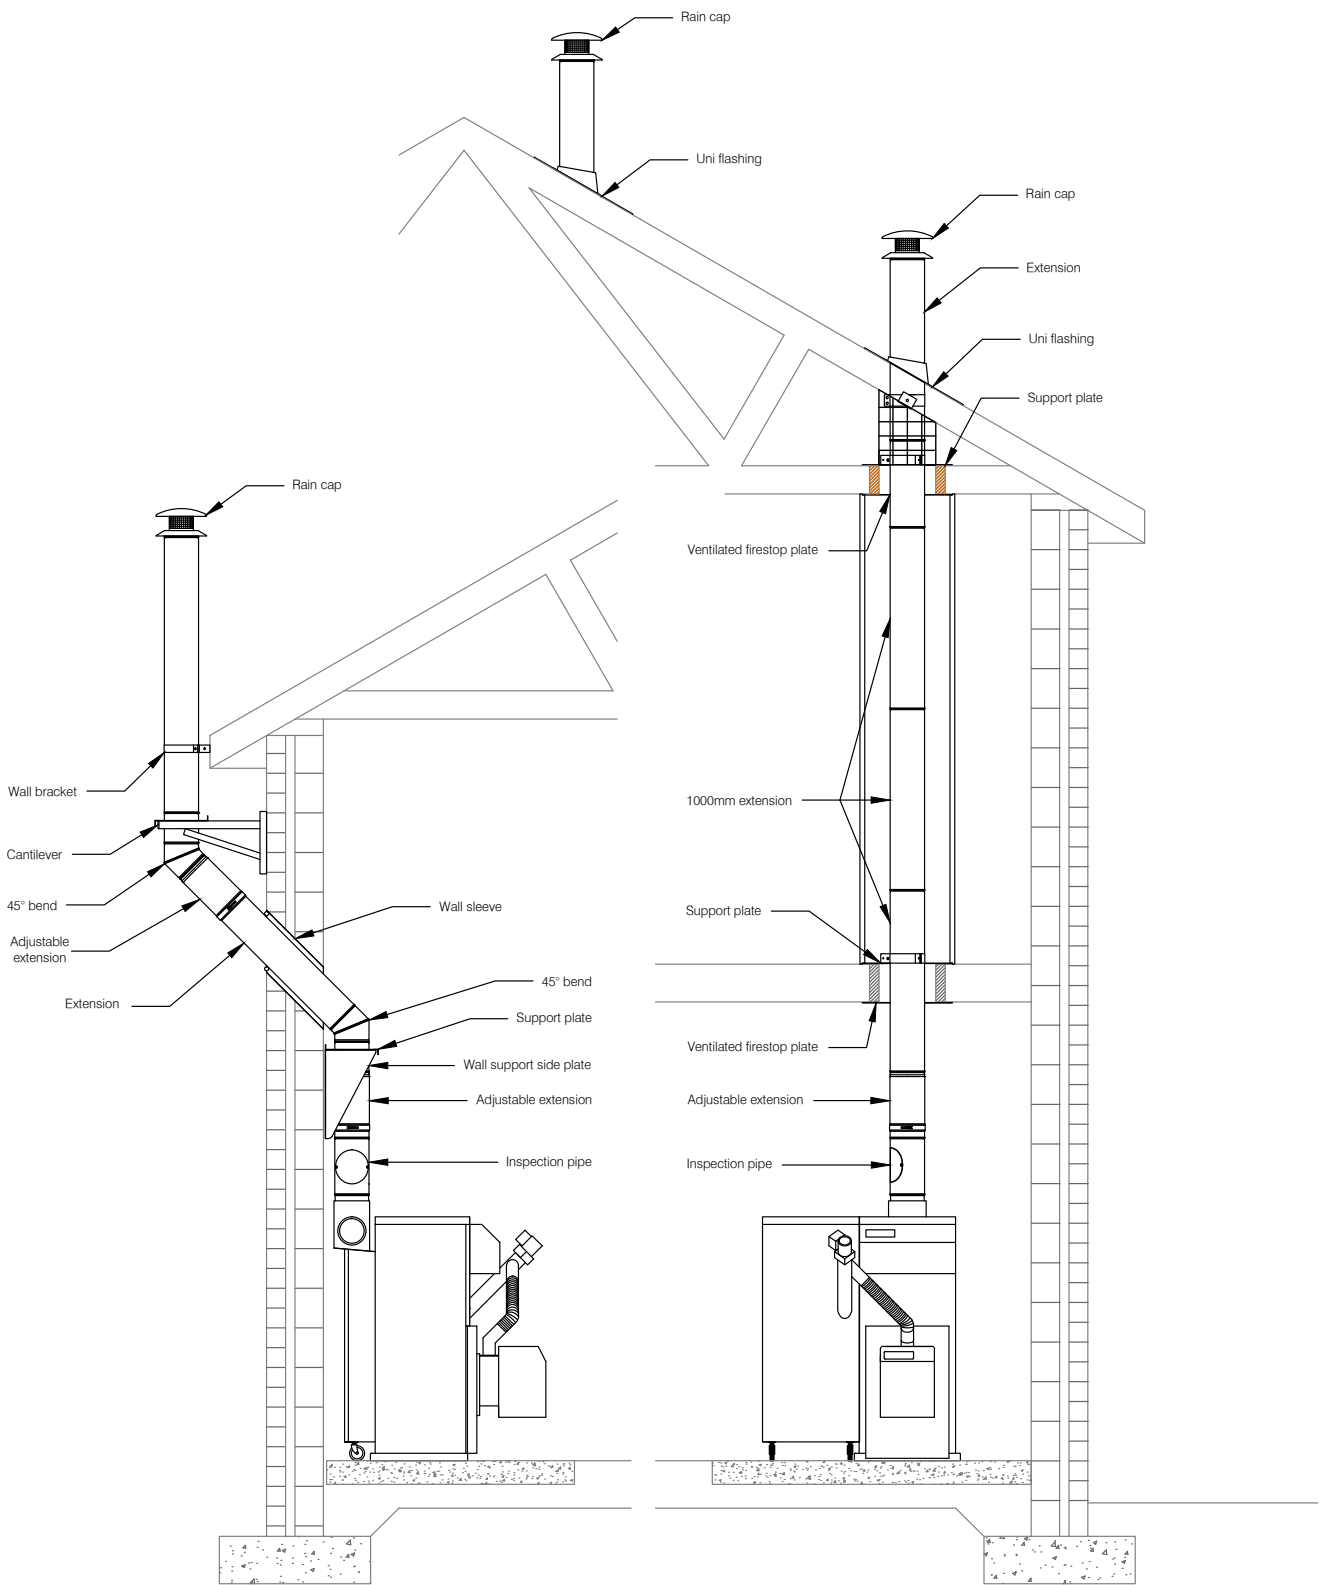 Rain cap
Uni flashing
Rain cap
Extension
Uni flashing
Support plate
Rain cap
Ventilated firestop plate
Wall bracket
1000mm extension
Cantilever
45° bend
Wall sleeve
Support plate
Adjustable
extension
45° bend
Extension
Support plate
Ventilated firestop plate
Wall support side plate
Adjustable extension
Adjustable extension
Inspection pipe
Inspection pipe